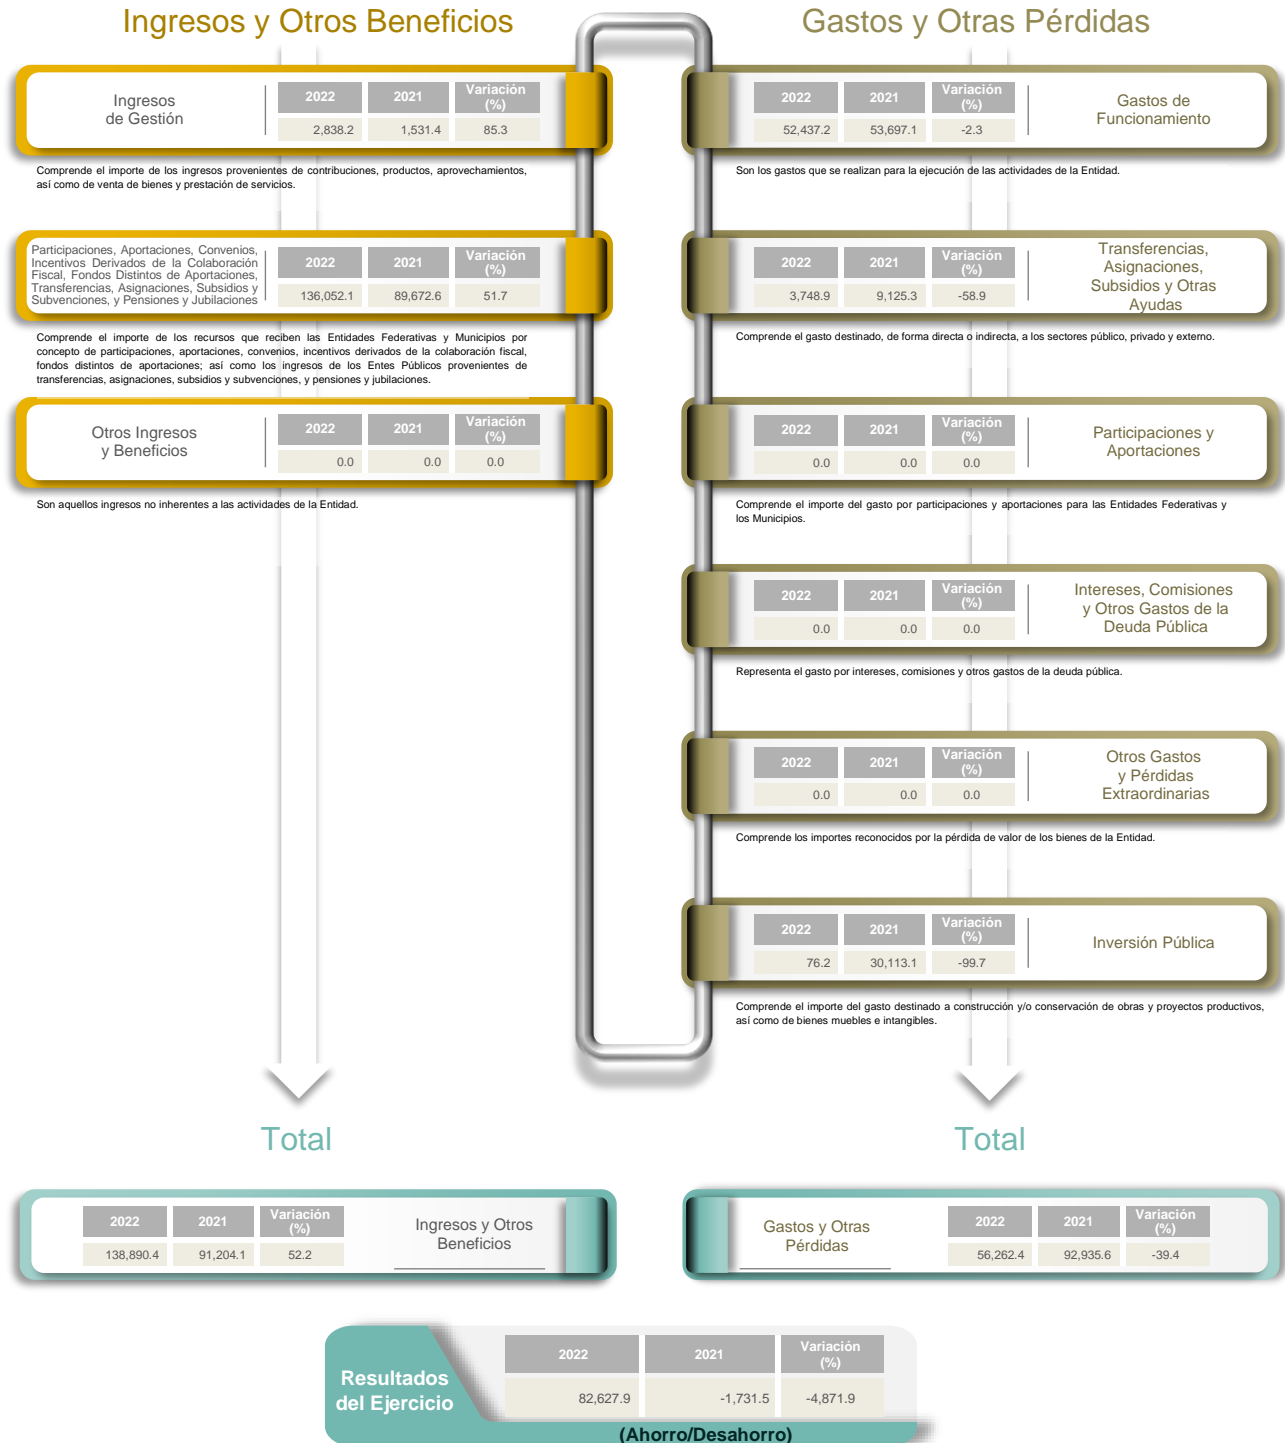 Ingresos y Otros Beneficios
Ingresos
de Gestión
2022 2021 Variación
(%)
2,838.2 1,531.4 85.3
Comprende el importe de los ingresos provenientes de contribuciones, productos, aprovechamientos,
así como de venta de bienes y prestación de servicios.
Participaciones, Aportaciones, Convenios,
Incentivos Derivados de la Colaboración
Fiscal, Fondos Distintos de Aportaciones,
Transferencias, Asignaciones, Subsidios y
Subvenciones, y Pensiones y Jubilaciones
2022 2021 Variación
(%)
136,052.1 89,672.6 51.7
Comprende el importe de los recursos que reciben las Entidades Federativas y Municipios por
concepto de participaciones, aportaciones, convenios, incentivos derivados de la colaboración fiscal,
fondos distintos de aportaciones; así como los ingresos de los Entes Públicos provenientes de
transferencias, asignaciones, subsidios y subvenciones, y pensiones y jubilaciones.
Otros Ingresos
y Beneficios
2022 2021 Variación
(%)
0.0 0.0 0.0
Son aquellos ingresos no inherentes a las actividades de la Entidad.
Gastos y Otras Pérdidas
2022 2021 Variación
(%)
52,437.2 53,697.1 -2.3
Gastos de
Funcionamiento
Son los gastos que se realizan para la ejecución de las actividades de la Entidad.
2022 2021 Variación
(%)
3,748.9 9,125.3 -58.9
Transferencias,
Asignaciones,
Subsidios y Otras
Ayudas
Comprende el gasto destinado, de forma directa o indirecta, a los sectores público, privado y externo.
2022 2021 Variación
(%)
0.0 0.0 0.0
Participaciones y
Aportaciones
Comprende el importe del gasto por participaciones y aportaciones para las Entidades Federativas y
los Municipios.
2022 2021 Variación
(%)
0.0 0.0 0.0
Intereses, Comisiones
y Otros Gastos de la
Deuda Pública
Representa el gasto por intereses, comisiones y otros gastos de la deuda pública.
2022 2021 Variación
(%)
0.0 0.0 0.0
Otros Gastos
y Pérdidas
Extraordinarias
Comprende los importes reconocidos por la pérdida de valor de los bienes de la Entidad.
2022 2021 Variación
(%)
76.2 30,113.1 -99.7
Inversión Pública
Comprende el importe del gasto destinado a construcción y/o conservación de obras y proyectos productivos,
así como de bienes muebles e intangibles.
Total
2022 2021 Variación
(%)
138,890.4 91,204.1 52.2
Ingresos y Otros
Beneficios
Total
Gastos y Otras
Pérdidas
2022 2021 Variación
(%)
56,262.4 92,935.6 -39.4
Resultados
del Ejercicio
2022 2021 Variación
(%)
82,627.9 -1,731.5 -4,871.9
(Ahorro/Desahorro)